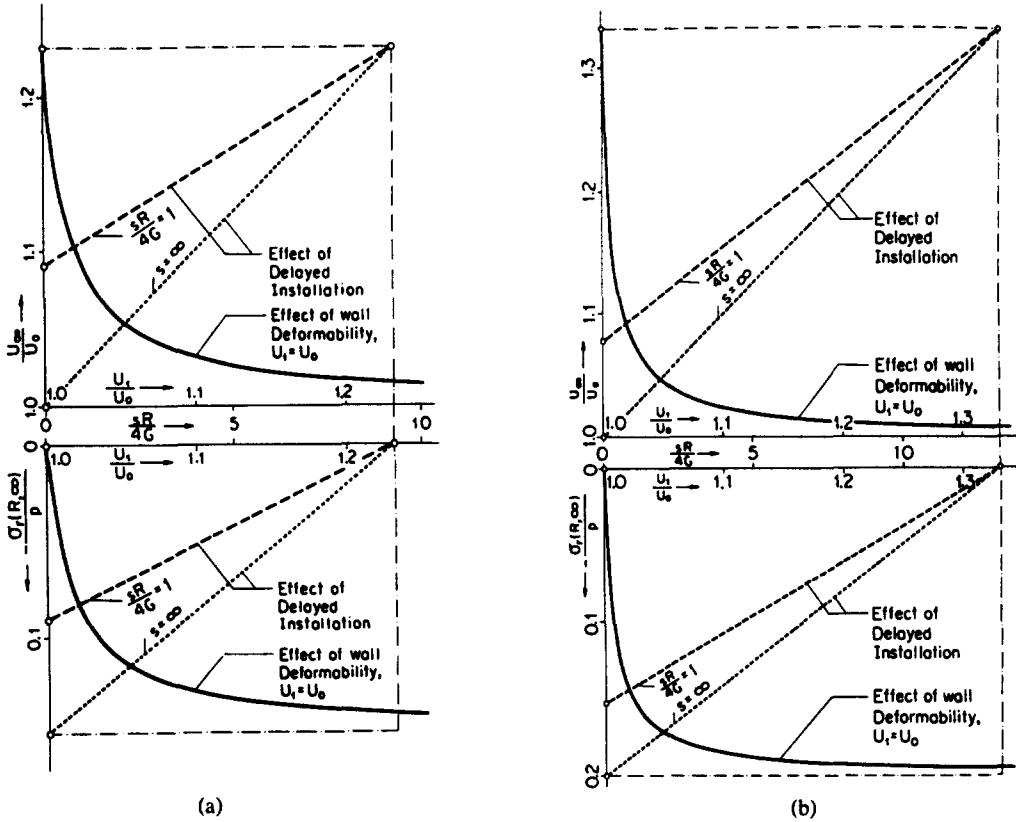 1.2
1.1
1.0
U∞/U₀
sR/4G = 1
s = ∞
Effect of
Delayed
Installation
Effect of wall
Deformability,
U₁ = U₀
1.0 U₁/U₀ 1.1 1.2
0 sR/4G 5 10
1.0 U₁/U₀ 1.1 1.2
0
0.1
- σᵣ(R,∞)/p
sR/4G = 1
s = ∞
Effect of
Delayed
Installation
Effect of wall
Deformability,
U₁ = U₀
(a)
1.3
1.2
1.1
1.0
U∞/U₀
sR/4G = 1
s = ∞
Effect of
Delayed
Installation
Effect of wall
Deformability,
U₁ = U₀
1.0 U₁/U₀ 1.1 1.2 1.3
0 sR/4G 5 10
1.0 U₁/U₀ 1.1 1.2 1.3
0
0.1
0.2
- σᵣ(R,∞)/p
sR/4G = 1
s = ∞
Effect of
Delayed
Installation
Effect of wall
Deformability,
U₁ = U₀
(b)